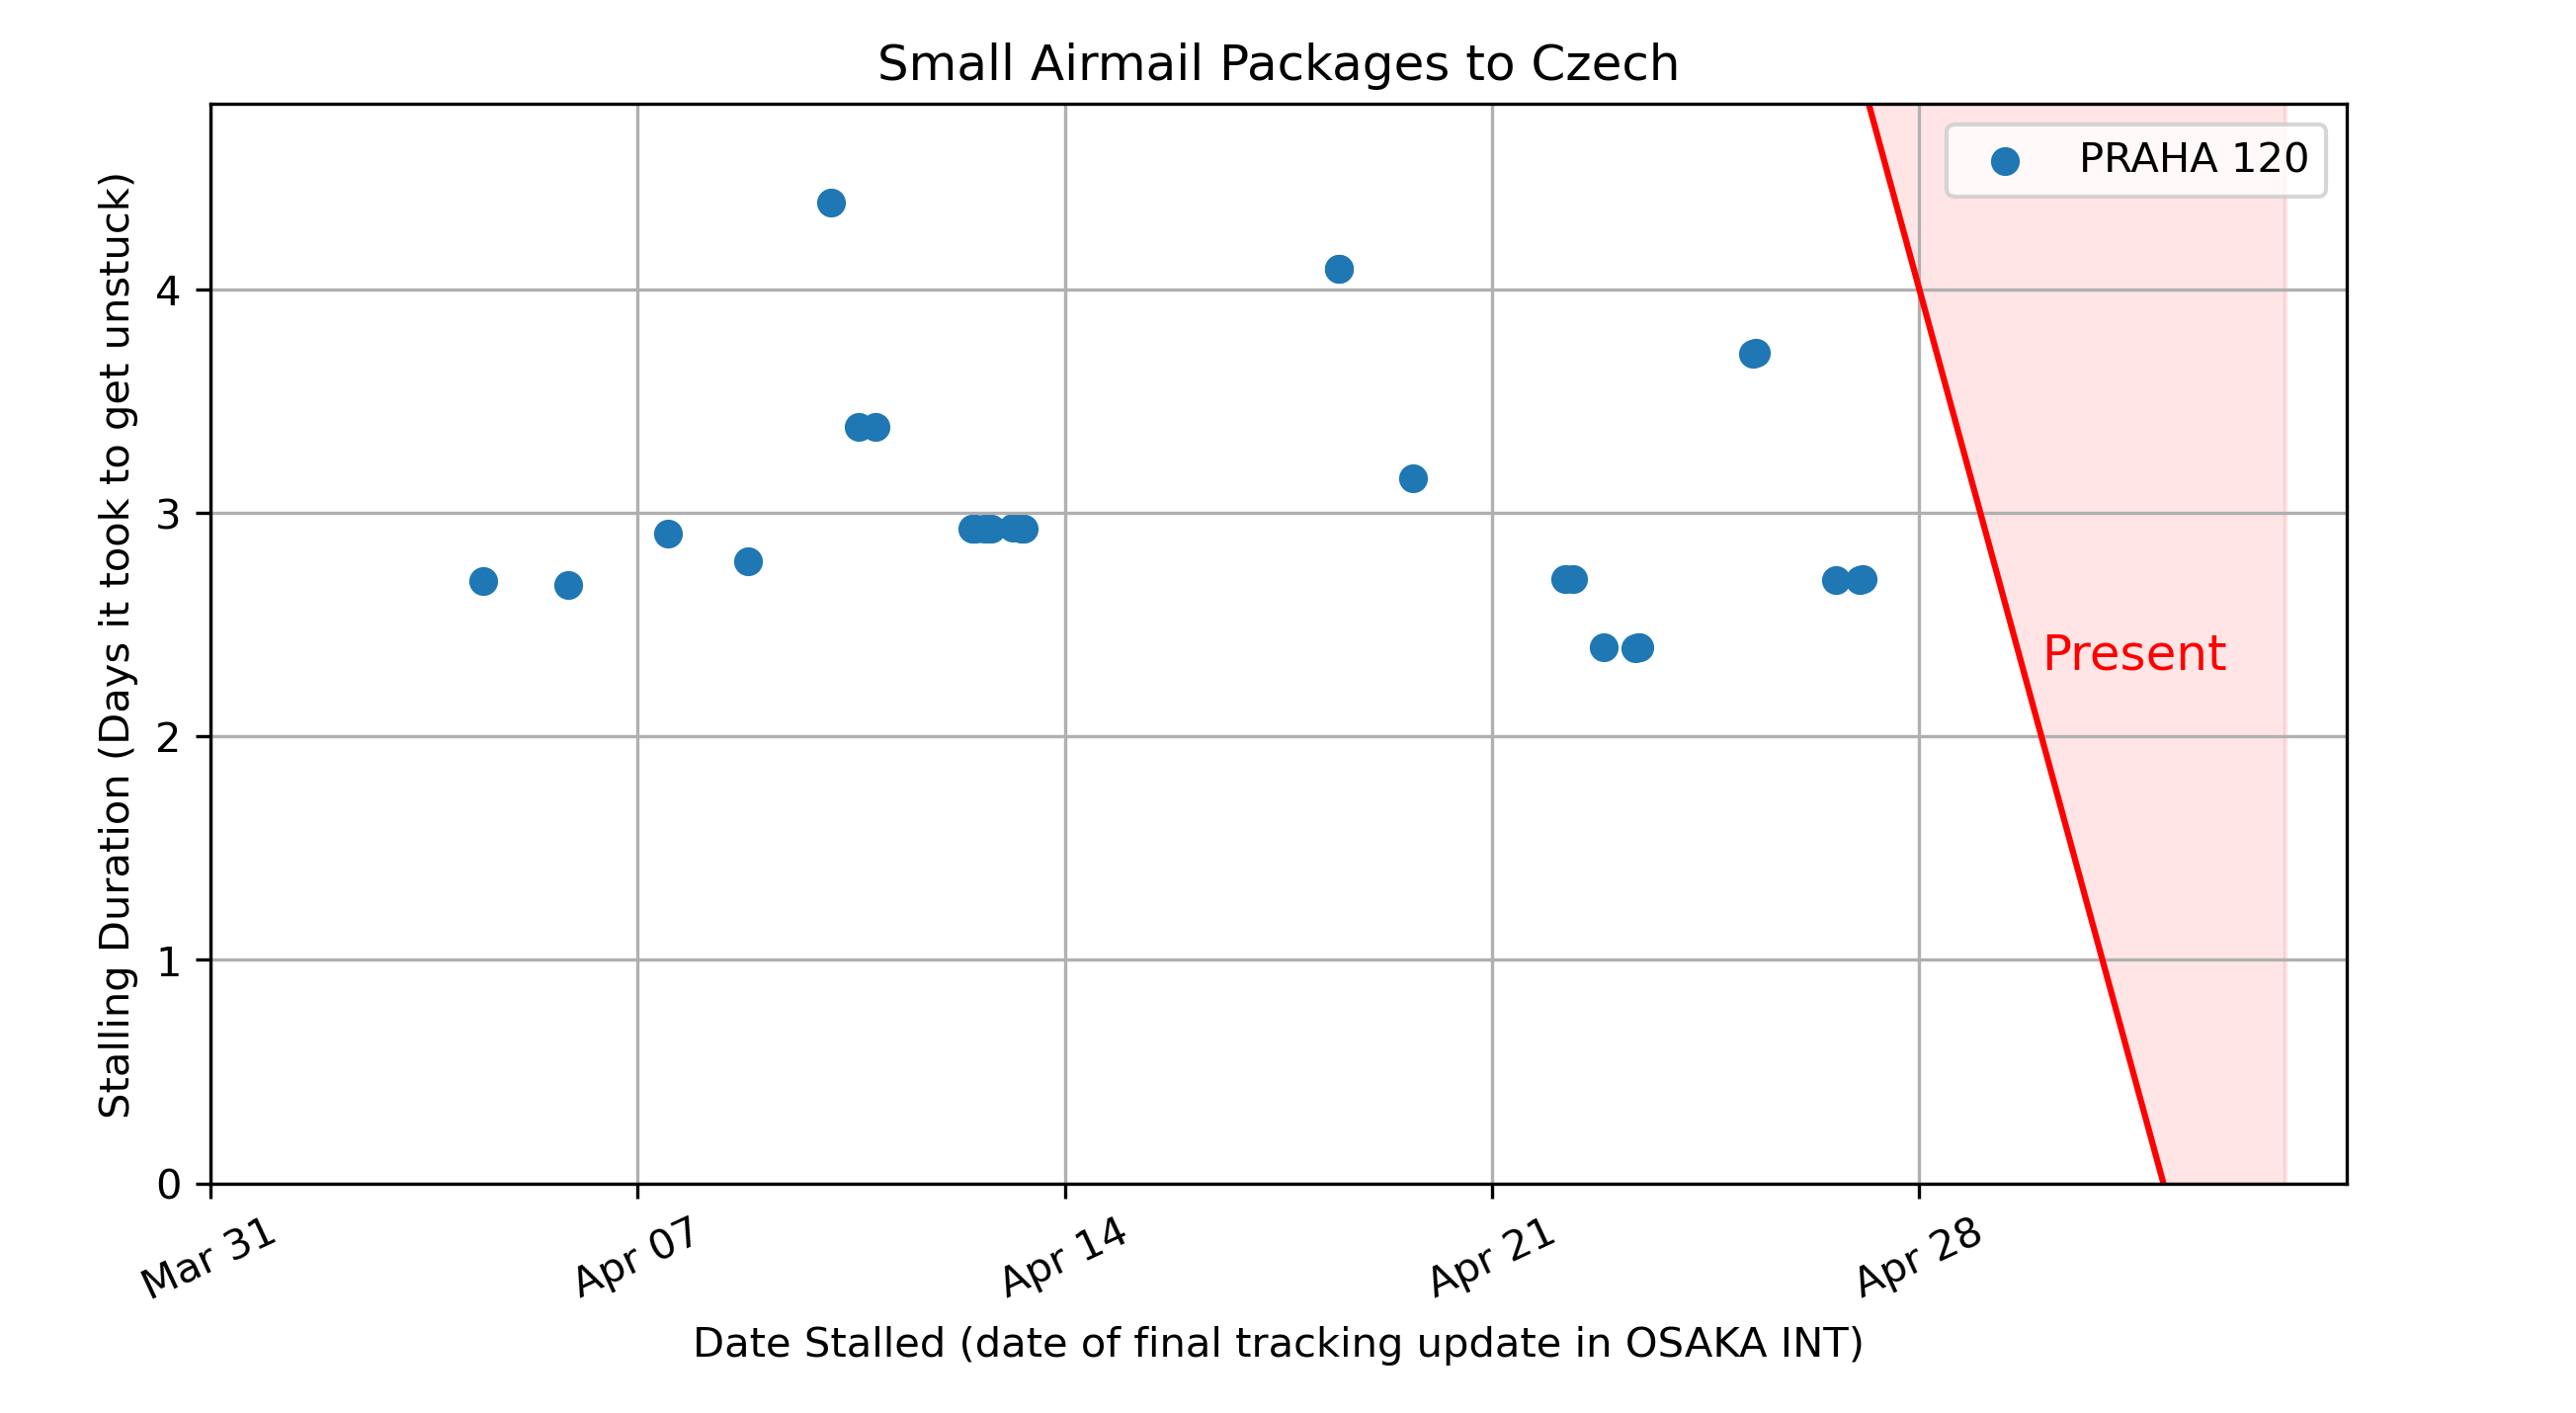 Small Airmail Packages to Czech
PRAHA 120
Stalling Duration (Days it took to get unstuck)
4
3
2
1
0
Present
Mar 31
Apr 07
Apr 14
Apr 21
Apr 28
Date Stalled (date of final tracking update in OSAKA INT)